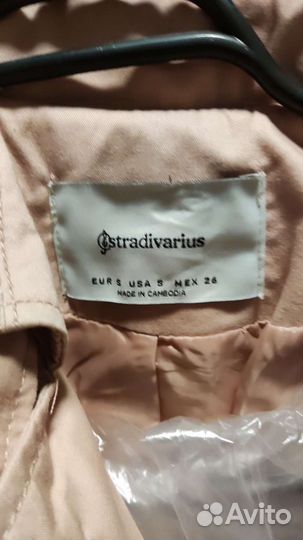 stradivarius
EUR S USA S MEX 26
MADE IN CAMBODIA
Avito